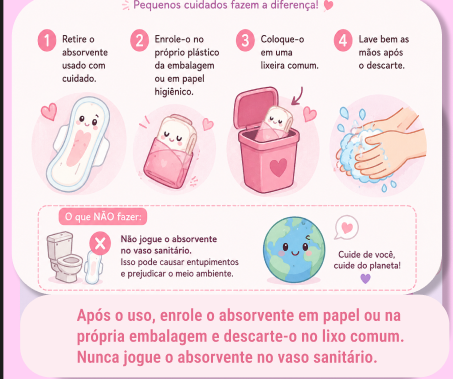 Pequenos cuidados fazem a diferença!
1 Retire o
absorvente
usado com
cuidado.
2 Enrole-o no
próprio plástico
da embalagem
ou em papel
higiênico.
3 Coloque-o
em uma
lixeira comum.
4 Lave bem as
mãos após
o descarte.
O que NÃO fazer:
Não jogue o absorvente
no vaso sanitário.
Isso pode causar entupimentos
e prejudicar o meio ambiente.
Cuide de você,
cuide do planeta!
Após o uso, enrole o absorvente em papel ou na
própria embalagem e descarte-o no lixo comum.
Nunca jogue o absorvente no vaso sanitário.